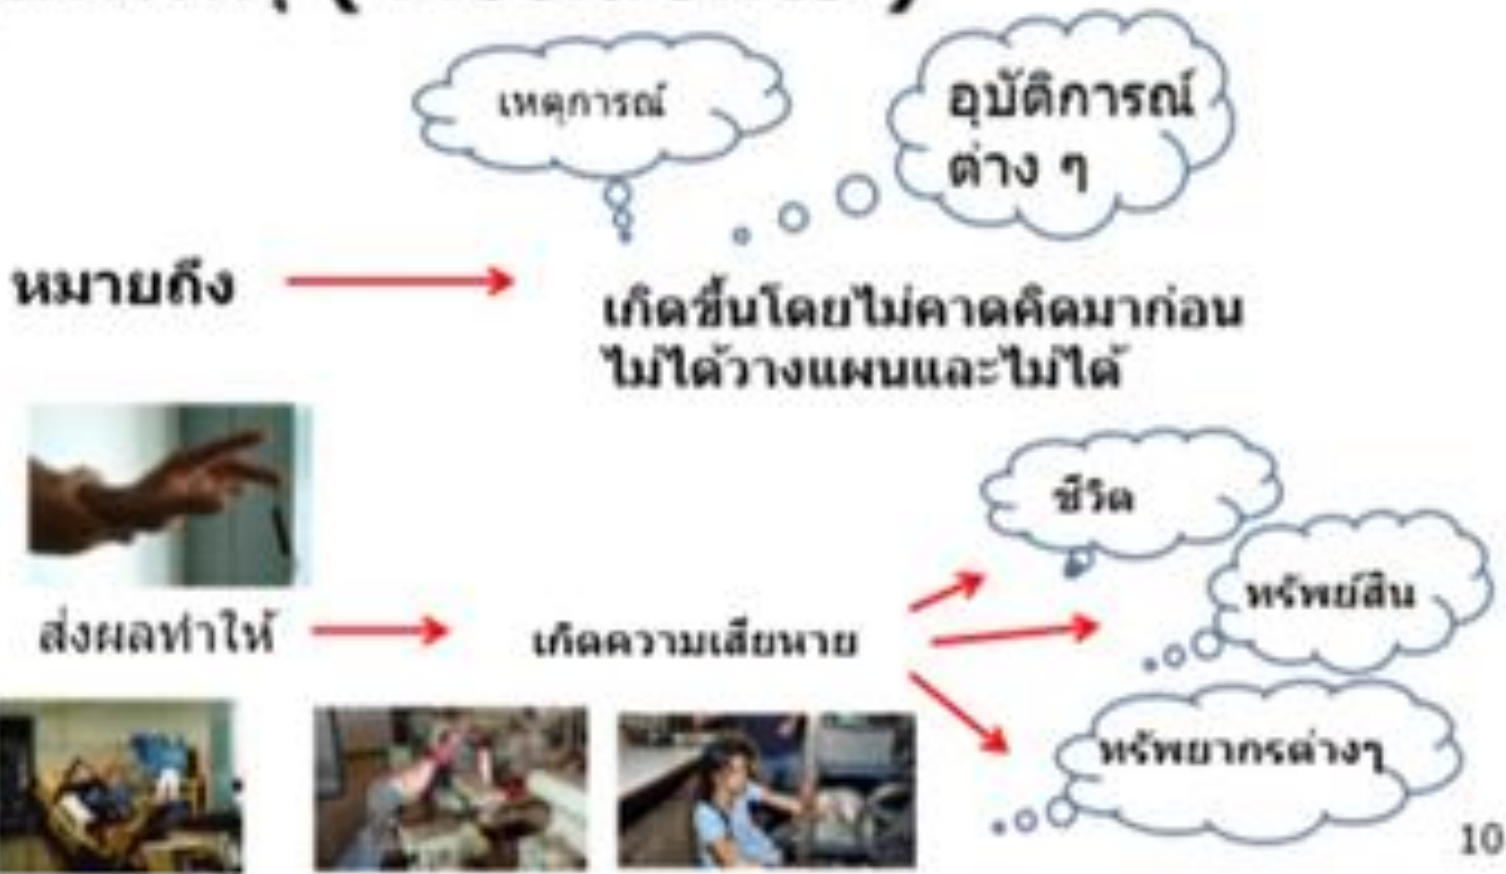 เหตุการณ์
อุบัติการณ์
ต่าง ๆ
หมายถึง
เกิดขึ้นโดยไม่คาดคิดมาก่อน
ไม่ได้วางแผนและไม่ได้
ชีวิต
ทรัพย์สิน
ส่งผลทำให้
เกิดความเสียหาย
ทรัพยากรต่างๆ
10